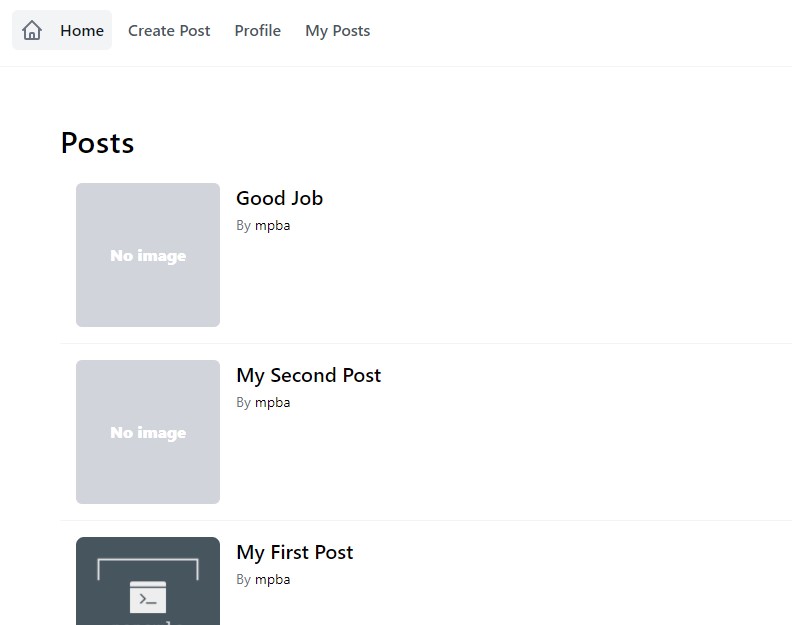 Home Create Post Profile My Posts
Posts
Good Job
By mpba
No image
My Second Post
By mpba
No image
My First Post
By mpba
>_